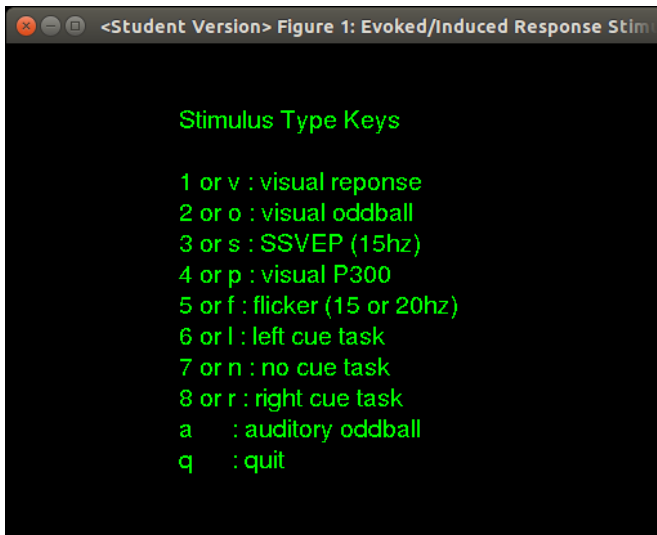 <Student Version> Figure 1: Evoked/Induced Response Stim
Stimulus Type Keys
1 or v : visual reponse
2 or o : visual oddball
3 or s : SSVEP (15hz)
4 or p : visual P300
5 or f : flicker (15 or 20hz)
6 or l : left cue task
7 or n : no cue task
8 or r : right cue task
a : auditory oddball
q : quit